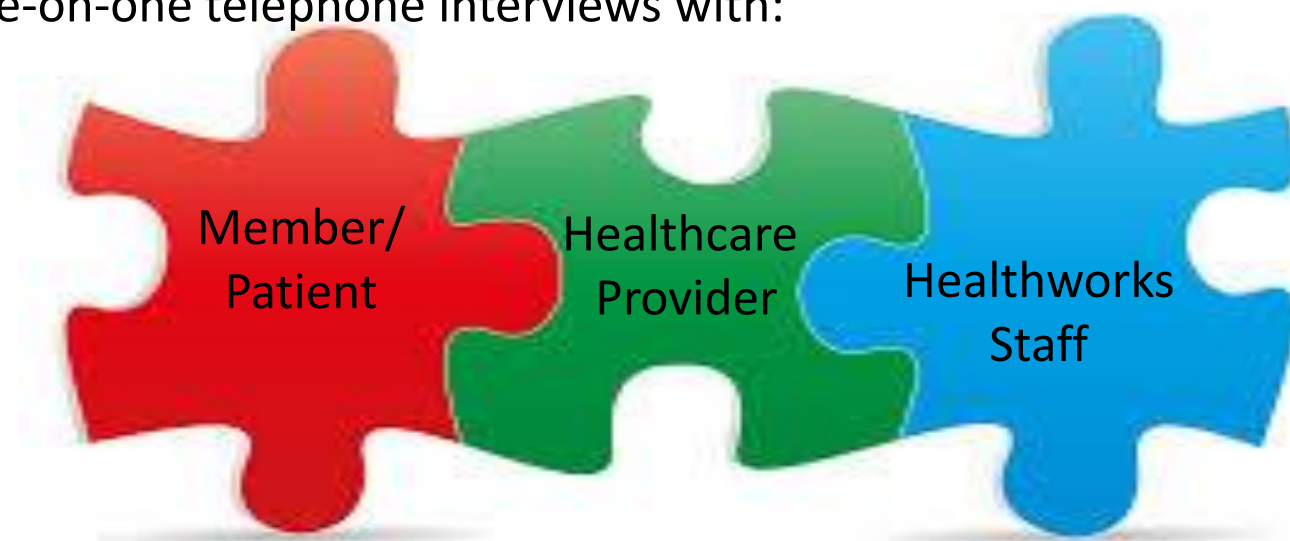 e-on-one telephone interviews with:
Member/
Patient
Healthcare
Provider
Healthworks
Staff